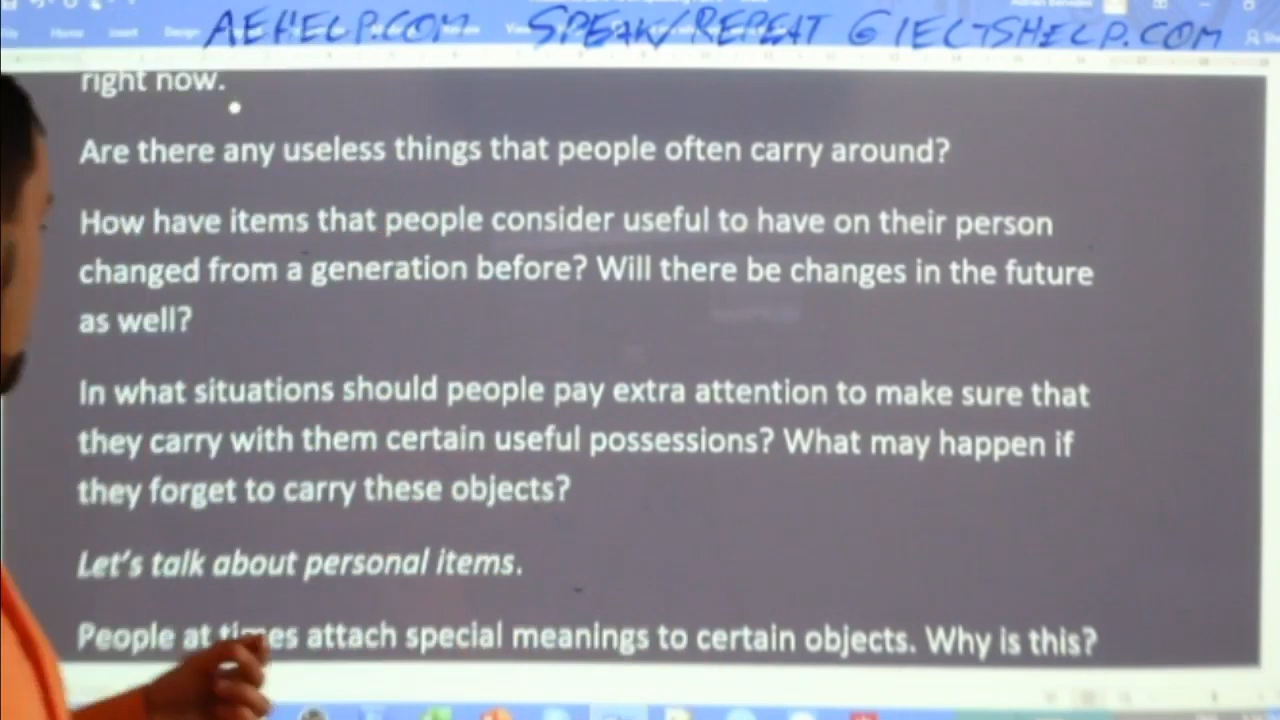 AEHELP.COM SPEAK/REPEAT @ IELTSHELP.COM
Home Insert Design
right now.
Are there any useless things that people often carry around?
How have items that people consider useful to have on their person
changed from a generation before? Will there be changes in the future
as well?
In what situations should people pay extra attention to make sure that
they carry with them certain useful possessions? What may happen if
they forget to carry these objects?
Let's talk about personal items.
People at times attach special meanings to certain objects. Why is this?